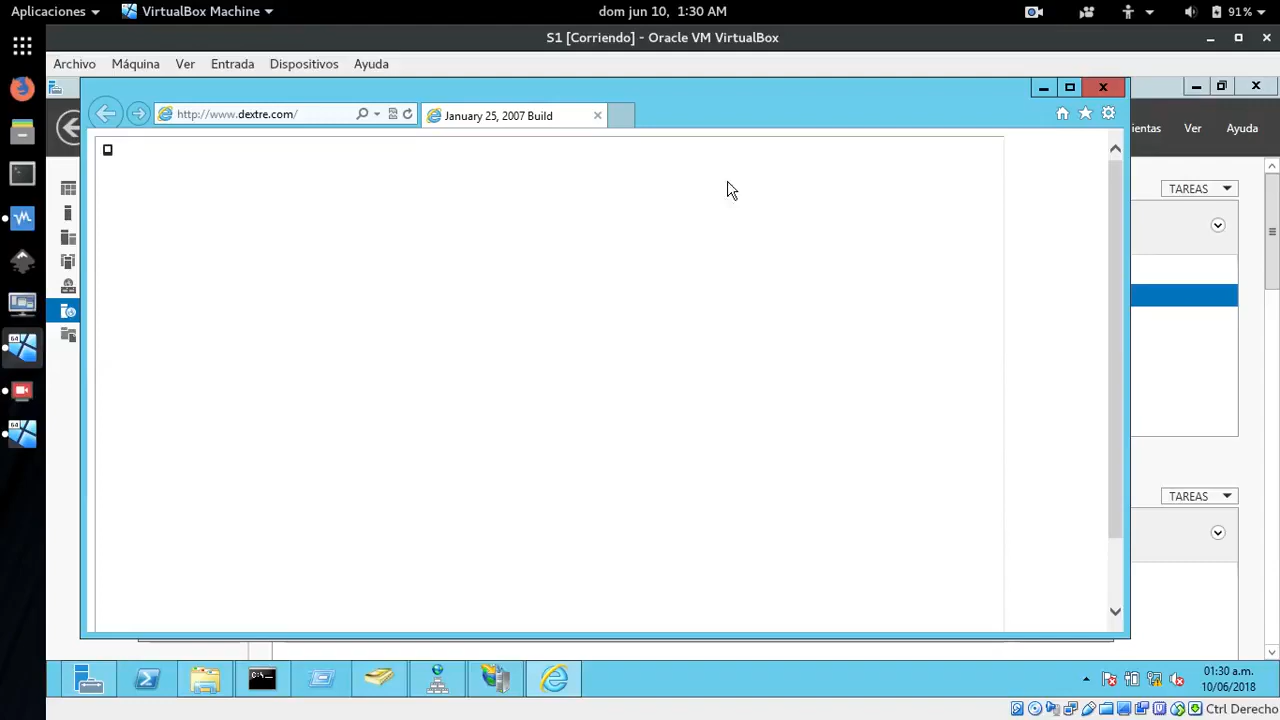 Aplicaciones
VirtualBox Machine
dom jun 10, 1:30 AM
91%
S1 [Corriendo] - Oracle VM VirtualBox
Archivo Máquina Ver Entrada Dispositivos Ayuda
http://www.dextre.com/
January 25, 2007 Build
ientas Ver Ayuda
TAREAS
TAREAS
01:30 a.m.
10/06/2018
Ctrl Derecho